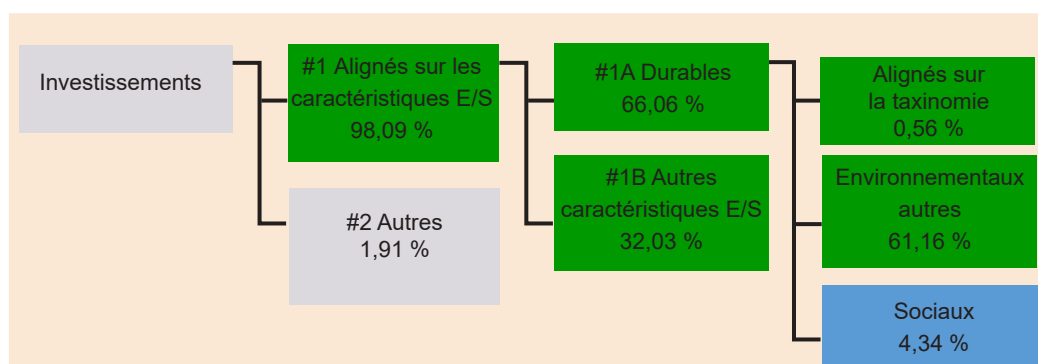 Investissements
#1 Alignés sur les
caractéristiques E/S
98,09 %
#2 Autres
1,91 %
#1A Durables
66,06 %
#1B Autres
caractéristiques E/S
32,03 %
Alignés sur
la taxinomie
0,56 %
Environnementaux
autres
61,16 %
Sociaux
4,34 %